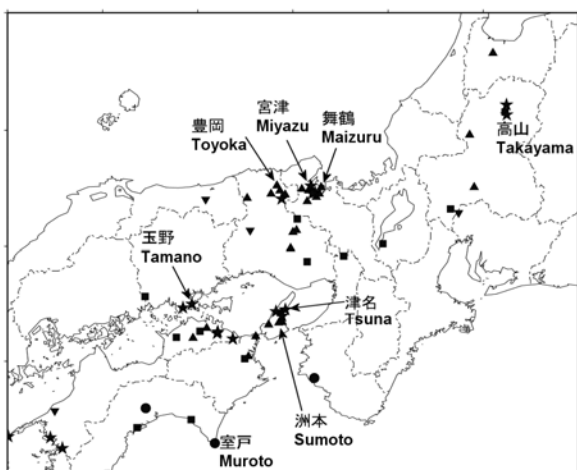 宮津
Miyazu
舞鶴
Maizuru
豊岡
Toyoka
高山
Takayama
玉野
Tamano
津名
Tsuna
洲本
Sumoto
室戸
Muroto